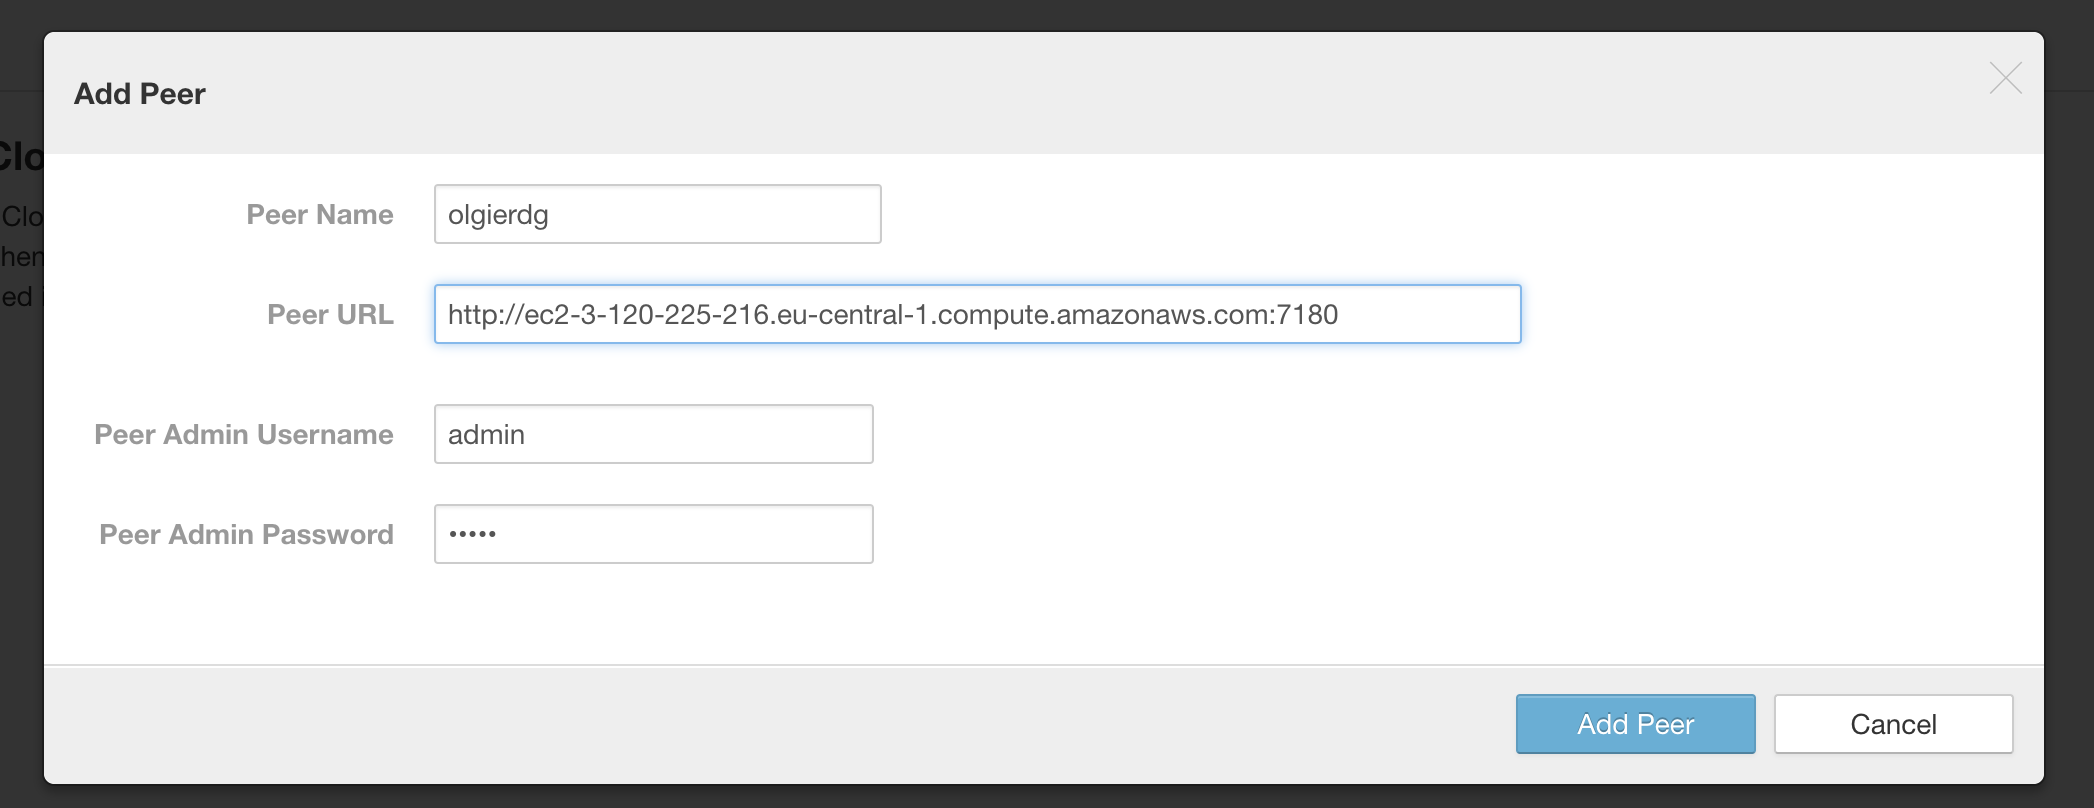 Add Peer
Clo
Clo
hen
ed i
Peer Name
olgierdg
Peer URL
http://ec2-3-120-225-216.eu-central-1.compute.amazonaws.com:7180
Peer Admin Username
admin
Peer Admin Password
•••••
Add Peer
Cancel